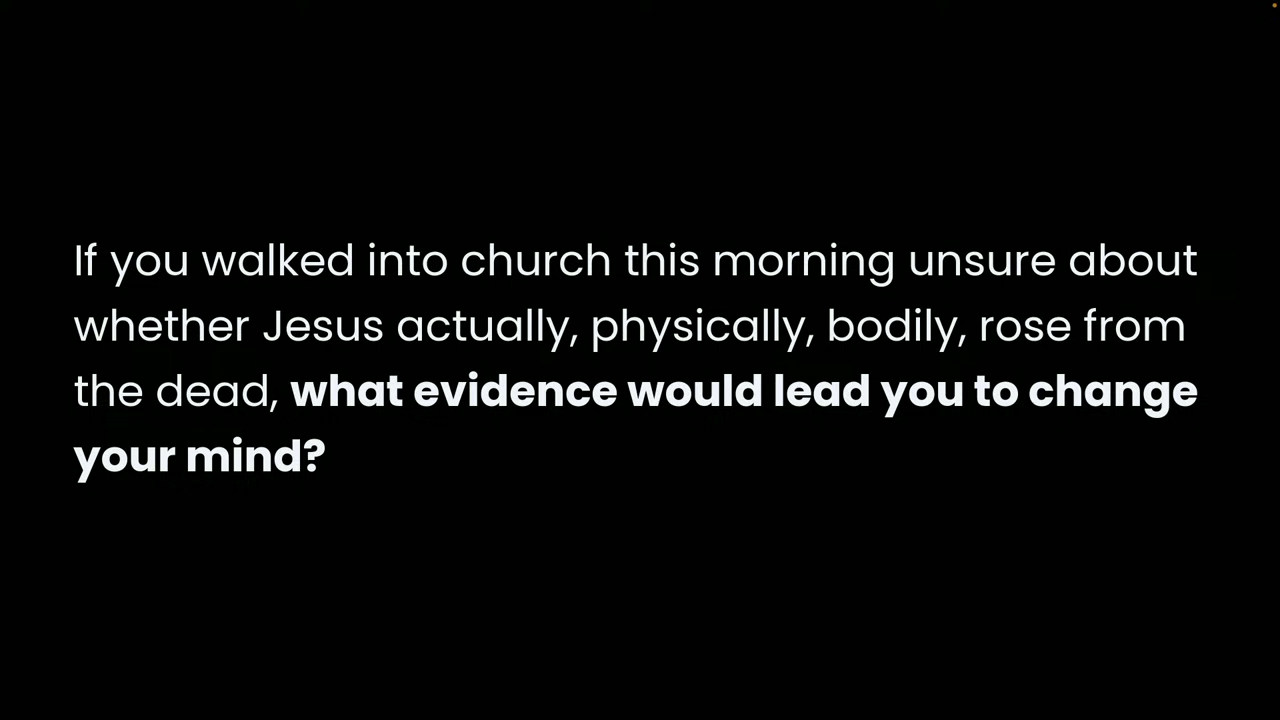 If you walked into church this morning unsure about
whether Jesus actually, physically, bodily, rose from
the dead, what evidence would lead you to change
your mind?